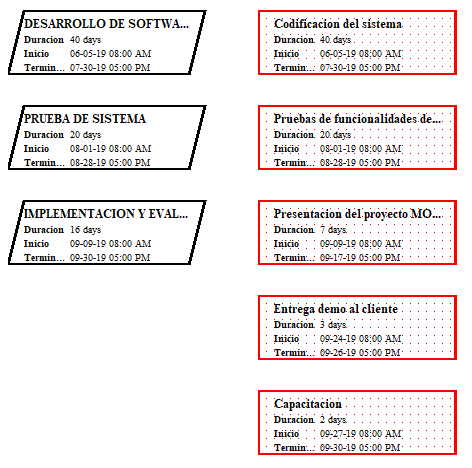 DESARROLLO DE SOFTWA...
Duracion 40 days
Inicio 06-05-19 08:00 AM
Termin... 07-30-19 05:00 PM
Codificacion del sistema
Duracion 40 days
Inicio 06-05-19 08:00 AM
Termin... 07-30-19 05:00 PM
PRUEBA DE SISTEMA
Duracion 20 days
Inicio 08-01-19 08:00 AM
Termin... 08-28-19 05:00 PM
Pruebas de funcionalidades de...
Duracion 20 days
Inicio 08-01-19 08:00 AM
Termin... 08-28-19 05:00 PM
IMPLEMENTACION Y EVAL...
Duracion 16 days
Inicio 09-09-19 08:00 AM
Termin... 09-30-19 05:00 PM
Presentacion del proyecto MO...
Duracion 7 days
Inicio 09-09-19 08:00 AM
Termin... 09-17-19 05:00 PM
Entrega demo al cliente
Duracion 3 days
Inicio 09-24-19 08:00 AM
Termin... 09-26-19 05:00 PM
Capacitacion
Duracion 2 days
Inicio 09-27-19 08:00 AM
Termin... 09-30-19 05:00 PM